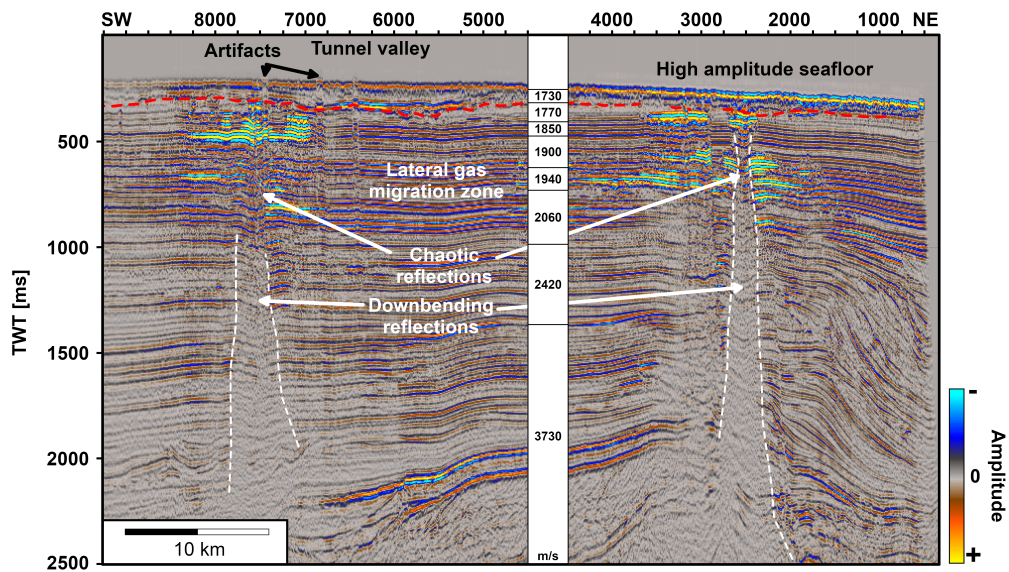 SW 8000 7000 6000 5000 4000 3000 2000 1000 NE
Artifacts
Tunnel valley
High amplitude seafloor
1730
1770
500
1850
1900
Lateral gas
migration zone
1940
2060
1000
Chaotic
reflections
2420
Downbending
reflections
TWT [ms]
1500
3730
2000
2500
10 km
m/s
-
0
+
Amplitude